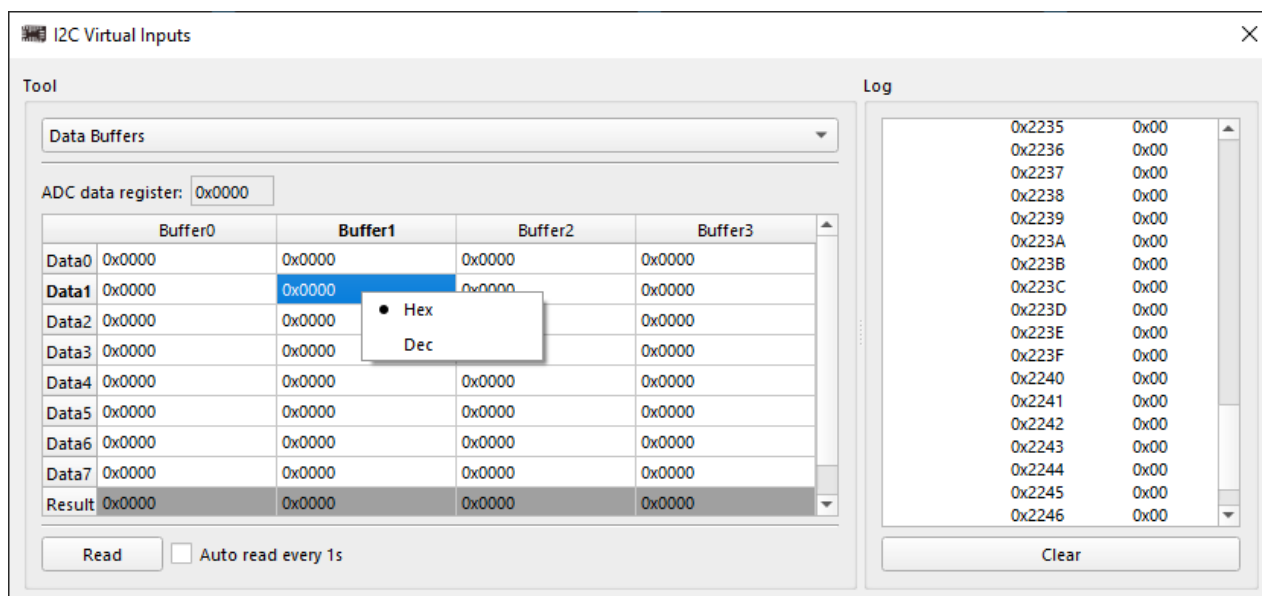 I2C Virtual Inputs
Tool
Data Buffers
ADC data register: 0x0000
Buffer0 Buffer1 Buffer2 Buffer3
Data0 0x0000 0x0000 0x0000 0x0000
Data1 0x0000 0x0000 0x0000 0x0000
Data2 0x0000 0x0000 0x0000
Data3 0x0000 0x0000 0x0000
Hex
Dec
Data4 0x0000 0x0000 0x0000 0x0000
Data5 0x0000 0x0000 0x0000 0x0000
Data6 0x0000 0x0000 0x0000 0x0000
Data7 0x0000 0x0000 0x0000 0x0000
Result 0x0000 0x0000 0x0000 0x0000
Read Auto read every 1s
Log
0x2235 0x00
0x2236 0x00
0x2237 0x00
0x2238 0x00
0x2239 0x00
0x223A 0x00
0x223B 0x00
0x223C 0x00
0x223D 0x00
0x223E 0x00
0x223F 0x00
0x2240 0x00
0x2241 0x00
0x2242 0x00
0x2243 0x00
0x2244 0x00
0x2245 0x00
0x2246 0x00
Clear